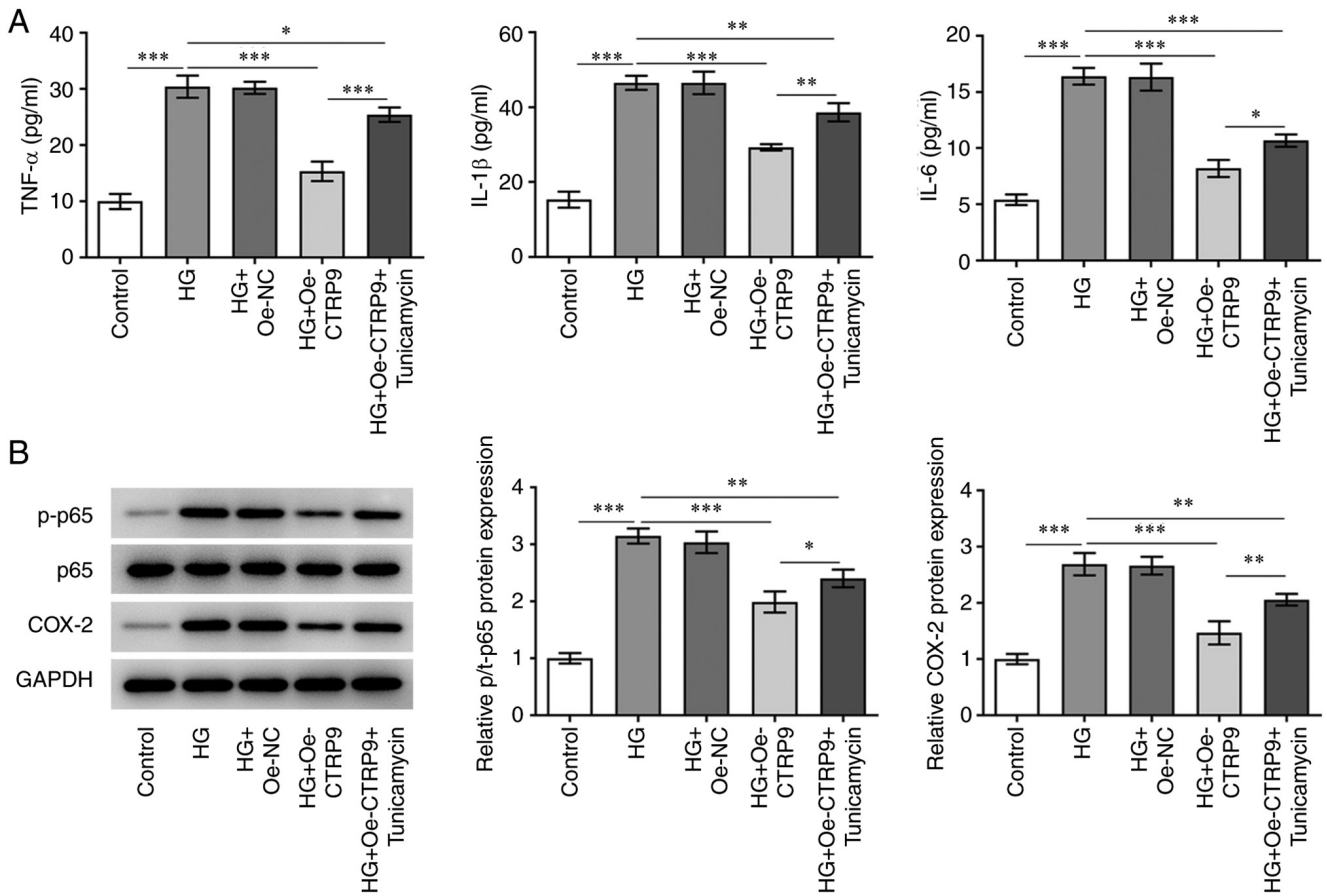 A
TNF-α (pg/ml)
40
30
20
10
0
***
***
*
***
Control
HG
HG+
Oe-NC
HG+Oe-
CTRP9
HG+Oe-CTRP9+
Tunicamycin
IL-1β (pg/ml)
60
40
20
0
***
***
**
**
Control
HG
HG+
Oe-NC
HG+Oe-
CTRP9
HG+Oe-CTRP9+
Tunicamycin
IL-6 (pg/ml)
20
15
10
5
0
***
***
***
*
Control
HG
HG+
Oe-NC
HG+Oe-
CTRP9
HG+Oe-CTRP9+
Tunicamycin
B
p-p65
p65
COX-2
GAPDH
Control
HG
HG+
Oe-NC
HG+Oe-
CTRP9
HG+Oe-CTRP9+
Tunicamycin
Relative p/t-p65 protein expression
4
3
2
1
0
***
***
**
*
Control
HG
HG+
Oe-NC
HG+Oe-
CTRP9
HG+Oe-CTRP9+
Tunicamycin
Relative COX-2 protein expression
4
3
2
1
0
***
***
**
**
Control
HG
HG+
Oe-NC
HG+Oe-
CTRP9
HG+Oe-CTRP9+
Tunicamycin